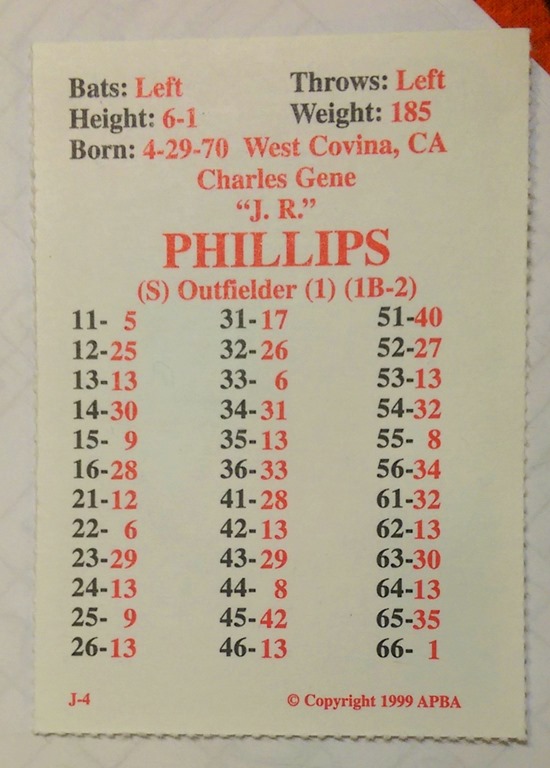 Bats: Left Throws: Left
Height: 6-1 Weight: 185
Born: 4-29-70 West Covina, CA
Charles Gene
“J. R.”
PHILLIPS
(S) Outfielder (1) (1B-2)
11- 5 31-17 51-40
12-25 32-26 52-27
13-13 33- 6 53-13
14-30 34-31 54-32
15- 9 35-13 55- 8
16-28 36-33 56-34
21-12 41-28 61-32
22- 6 42-13 62-13
23-29 43-29 63-30
24-13 44- 8 64-13
25- 9 45-42 65-35
26-13 46-13 66- 1
J-4 © Copyright 1999 APBA